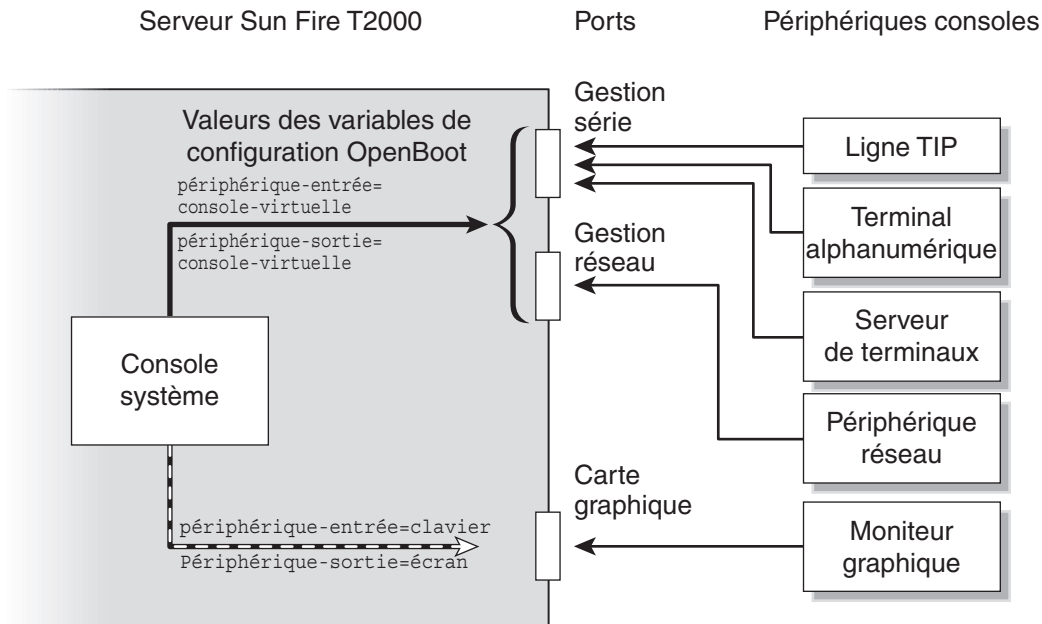 Serveur Sun Fire T2000
Ports
Périphériques consoles
Valeurs des variables de
configuration OpenBoot
périphérique-entrée=
console-virtuelle
périphérique-sortie=
console-virtuelle
Console
système
périphérique-entrée=clavier
Périphérique-sortie=écran
Gestion
série
Gestion
réseau
Carte
graphique
Ligne TIP
Terminal
alphanumérique
Serveur
de terminaux
Périphérique
réseau
Moniteur
graphique